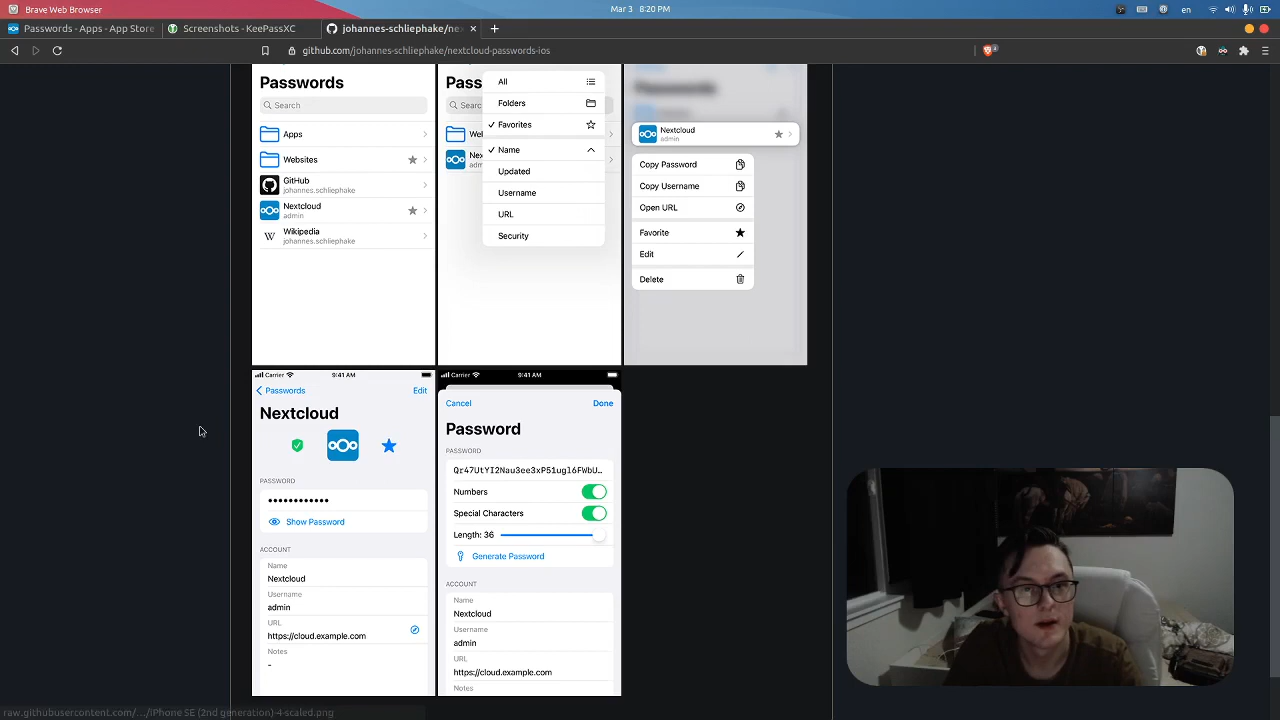 Brave Web Browser
Mar 3 8:20 PM
en
Passwords - Apps - App Store
Screenshots - KeePassXC
johannes-schliephake/ne
github.com/johannes-schliephake/nextcloud-passwords-ios
Passwords
Search
Apps
Websites
GitHub
johannes.schliephake
Nextcloud
admin
Wikipedia
johannes.schliephake
Pass
Searc
All
Folders
Favorites
Name
Updated
Username
URL
Security
Nextcloud
admin
Copy Password
Copy Username
Open URL
Favorite
Edit
Delete
Carrier 9:41 AM
Passwords
Edit
Nextcloud
PASSWORD
Show Password
ACCOUNT
Name
Nextcloud
Username
admin
URL
https://cloud.example.com
Notes
-
Carrier 9:41 AM
Cancel
Done
Password
PASSWORD
Qr47UtYI2Nau3ee3xP51ugl6FWbU…
Numbers
Special Characters
Length: 36
Generate Password
ACCOUNT
Name
Nextcloud
Username
admin
URL
https://cloud.example.com
Notes
raw.githubusercontent.com/.../iPhone SE (2nd generation)-4-scaled.png